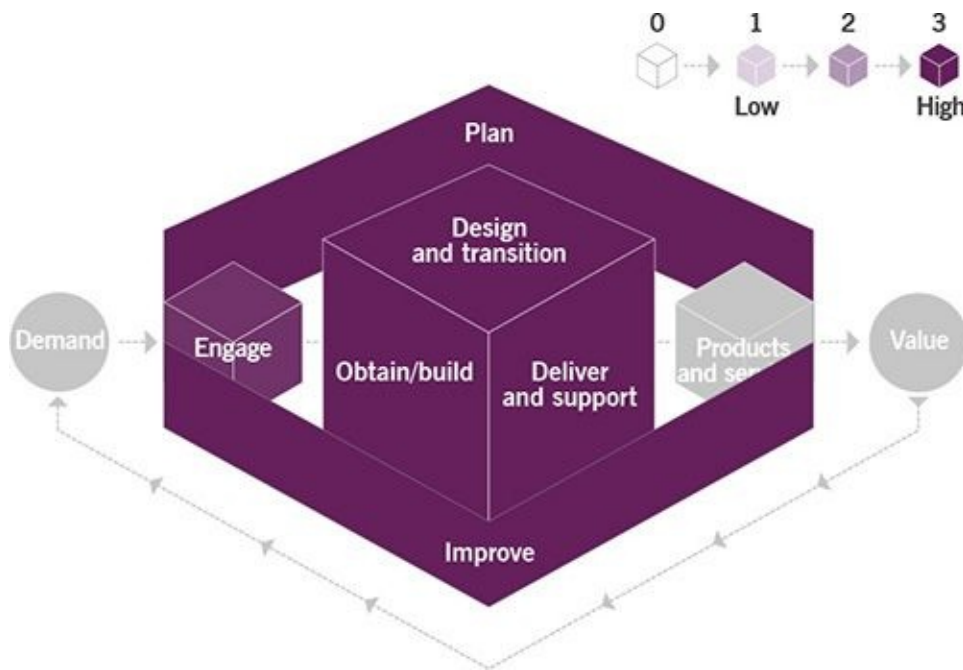 0 1 2 3
Low High
Plan
Design
and transition
Demand
Engage
Obtain/build
Deliver
and support
Products
and
Value
Improve